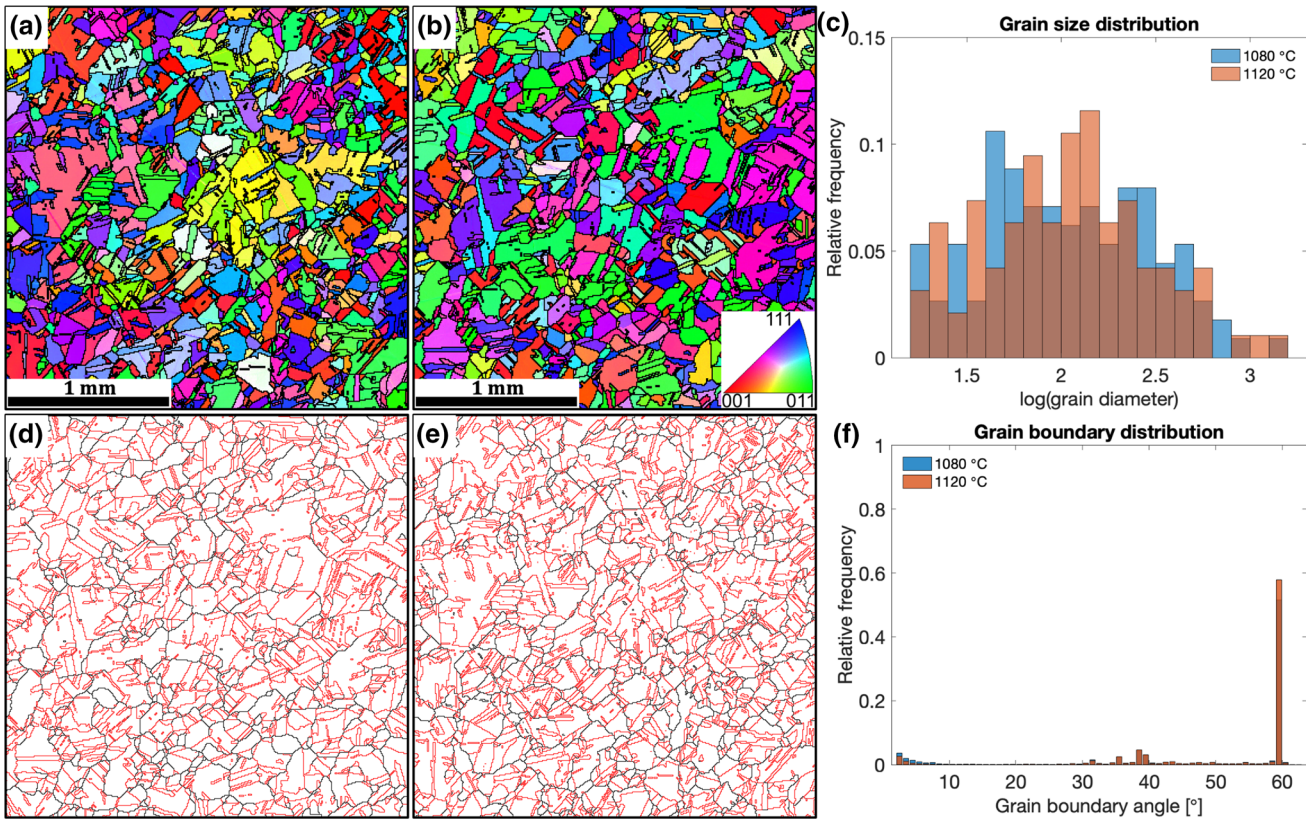 (a)
(b)
(c)
Grain size distribution
0.15
1080 °C
1120 °C
0.1
0.05
0
Relative frequency
1.5
2
2.5
3
log(grain diameter)
1 mm
1 mm
111
001
011
(d)
(e)
(f)
Grain boundary distribution
1
1080 °C
1120 °C
0.8
0.6
0.4
0.2
0
Relative frequency
10
20
30
40
50
60
Grain boundary angle [°]